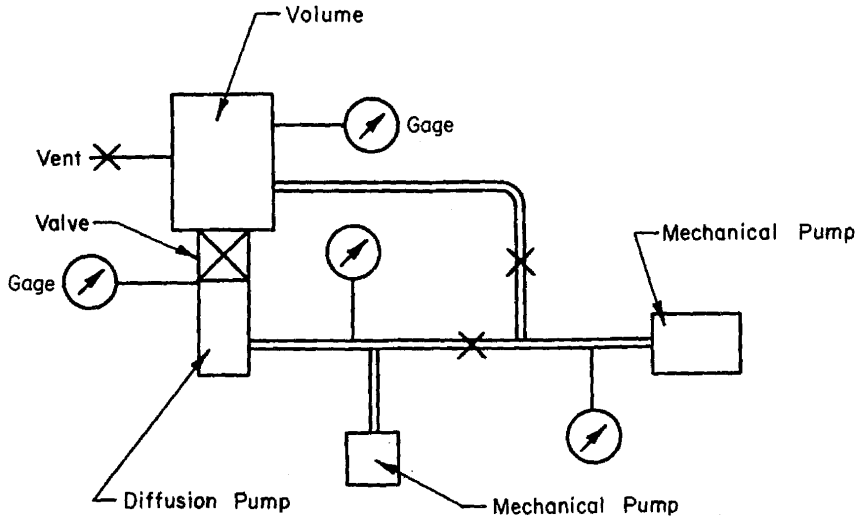 Volume
Gage
Vent
Valve
Mechanical Pump
Gage
Diffusion Pump
Mechanical Pump